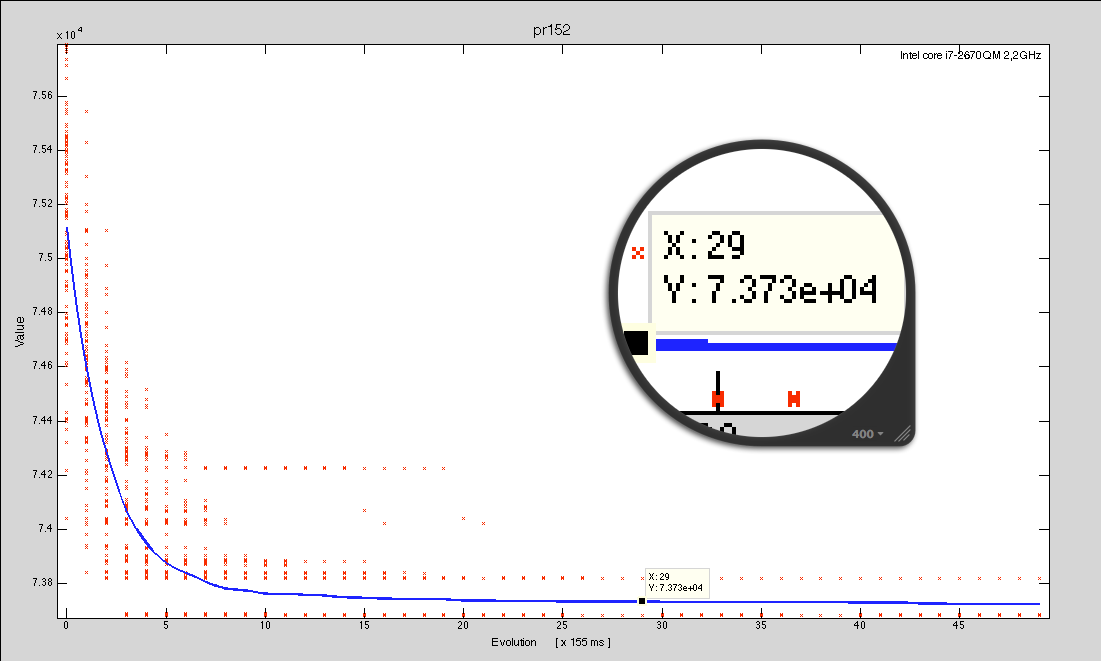 pr152
x 10^4
Intel core i7-2670QM 2,2GHz
7.56
7.54
7.52
7.5
7.48
7.46
7.44
7.42
7.4
7.38
Value
X: 29
Y: 7.373e+04
400
X: 29
Y: 7.373e+04
0 5 10 15 20 25 30 35 40 45
Evolution [ x 155 ms ]